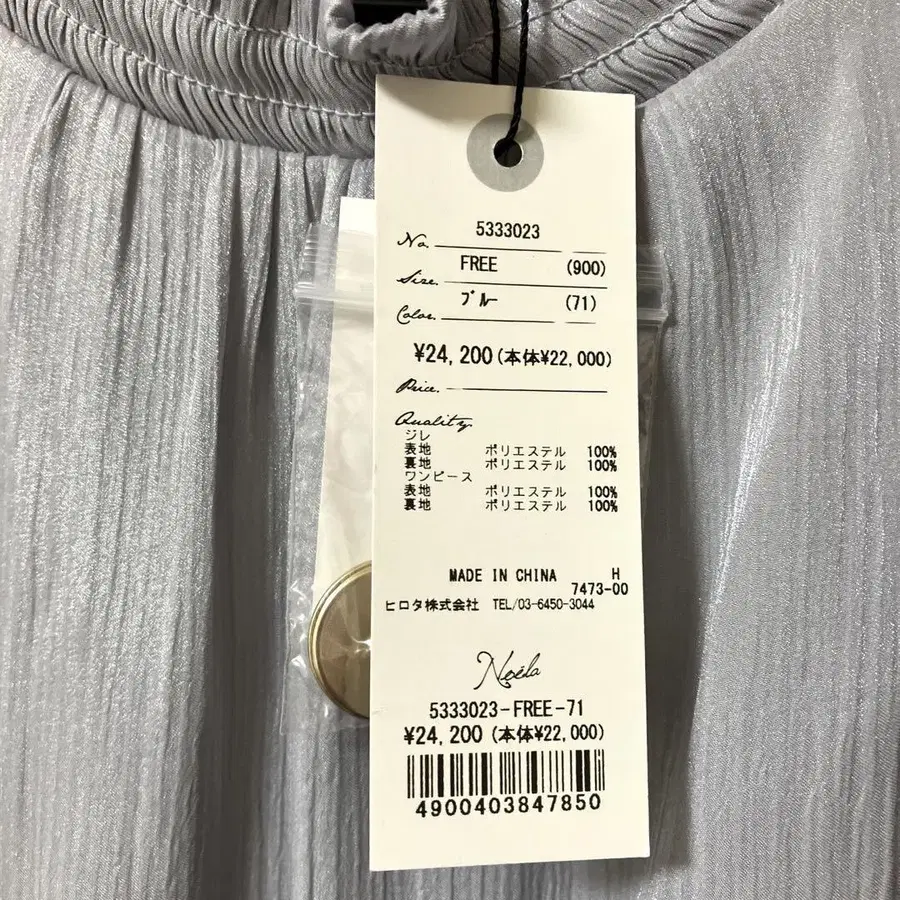 5333023
No.
FREE (900)
Size.
ブルー (71)
Color.
¥24,200(本体¥22,000)
Price.
Quality.
ジレ
表地 ポリエステル 100%
裏地 ポリエステル 100%
ワンピース
表地 ポリエステル 100%
裏地 ポリエステル 100%
MADE IN CHINA H
7473-00
ヒロタ株式会社 TEL/03-6450-3044
Noëla
5333023-FREE-71
¥24,200(本体¥22,000)
4900403847850